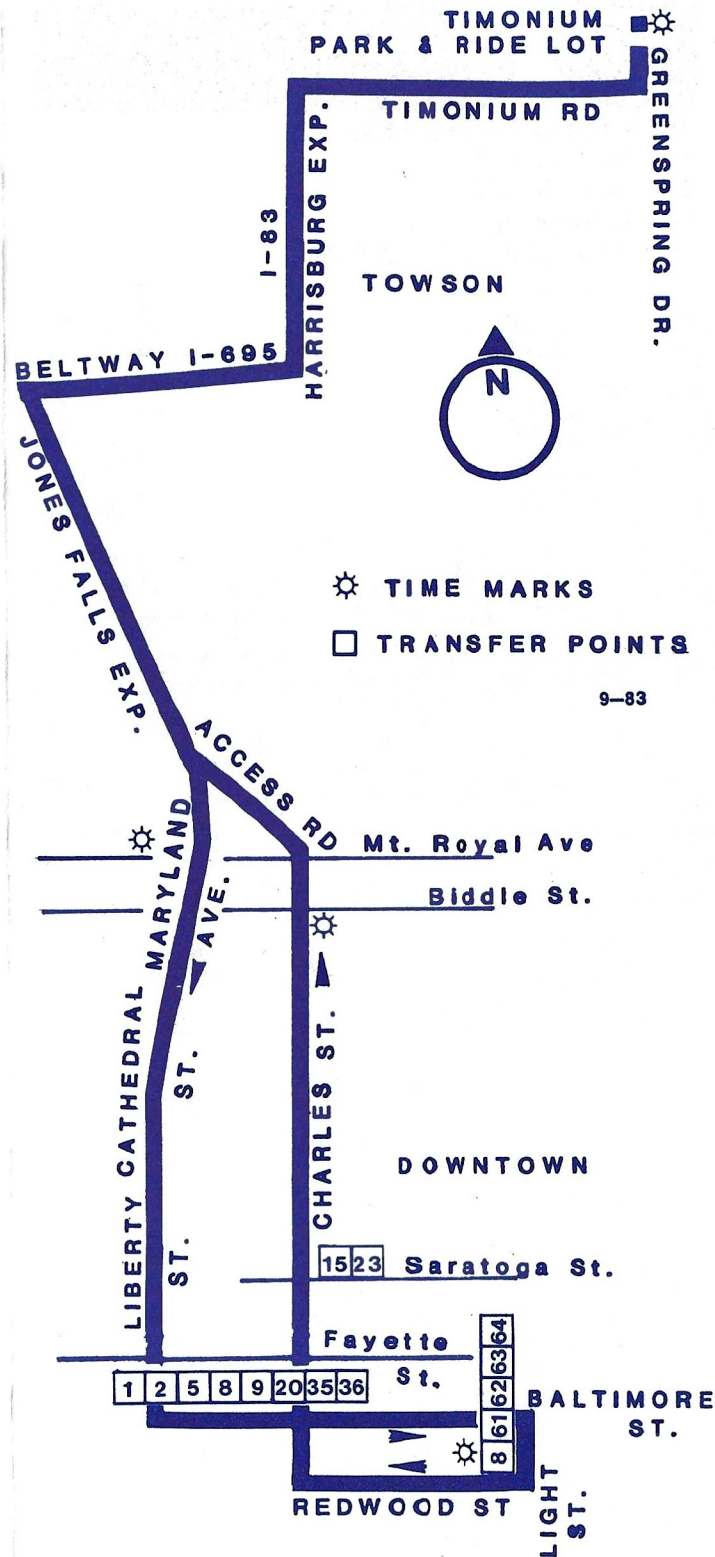 TIMONIUM
PARK & RIDE LOT
GREENSPRING DR.
TIMONIUM RD
HARRISBURG EXP.
I-83
TOWSON
BELTWAY I-695
N
JONES FALLS EXP.
TIME MARKS
TRANSFER POINTS
9-83
ACCESS RD
Mt. Royal Ave
MARYLAND
AVE.
Biddle St.
CATHEDRAL
ST.
CHARLES ST.
DOWNTOWN
LIBERTY
ST.
15 23
Saratoga St.
Fayette
St.
1 2 5 8 9 20 35 36
8 61 62 63 64
BALTIMORE
ST.
REDWOOD ST
LIGHT
ST.